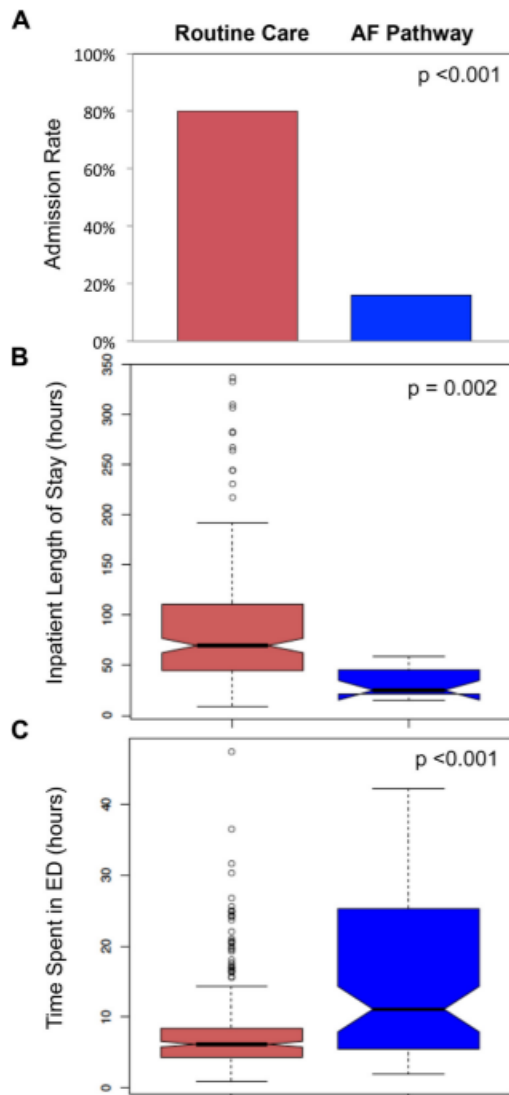 A
Routine Care AF Pathway
p <0.001
100%
80%
60%
40%
20%
0%
Admission Rate
B
p = 0.002
350
300
250
200
150
100
50
0
Inpatient Length of Stay (hours)
C
p <0.001
40
30
20
10
0
Time Spent in ED (hours)